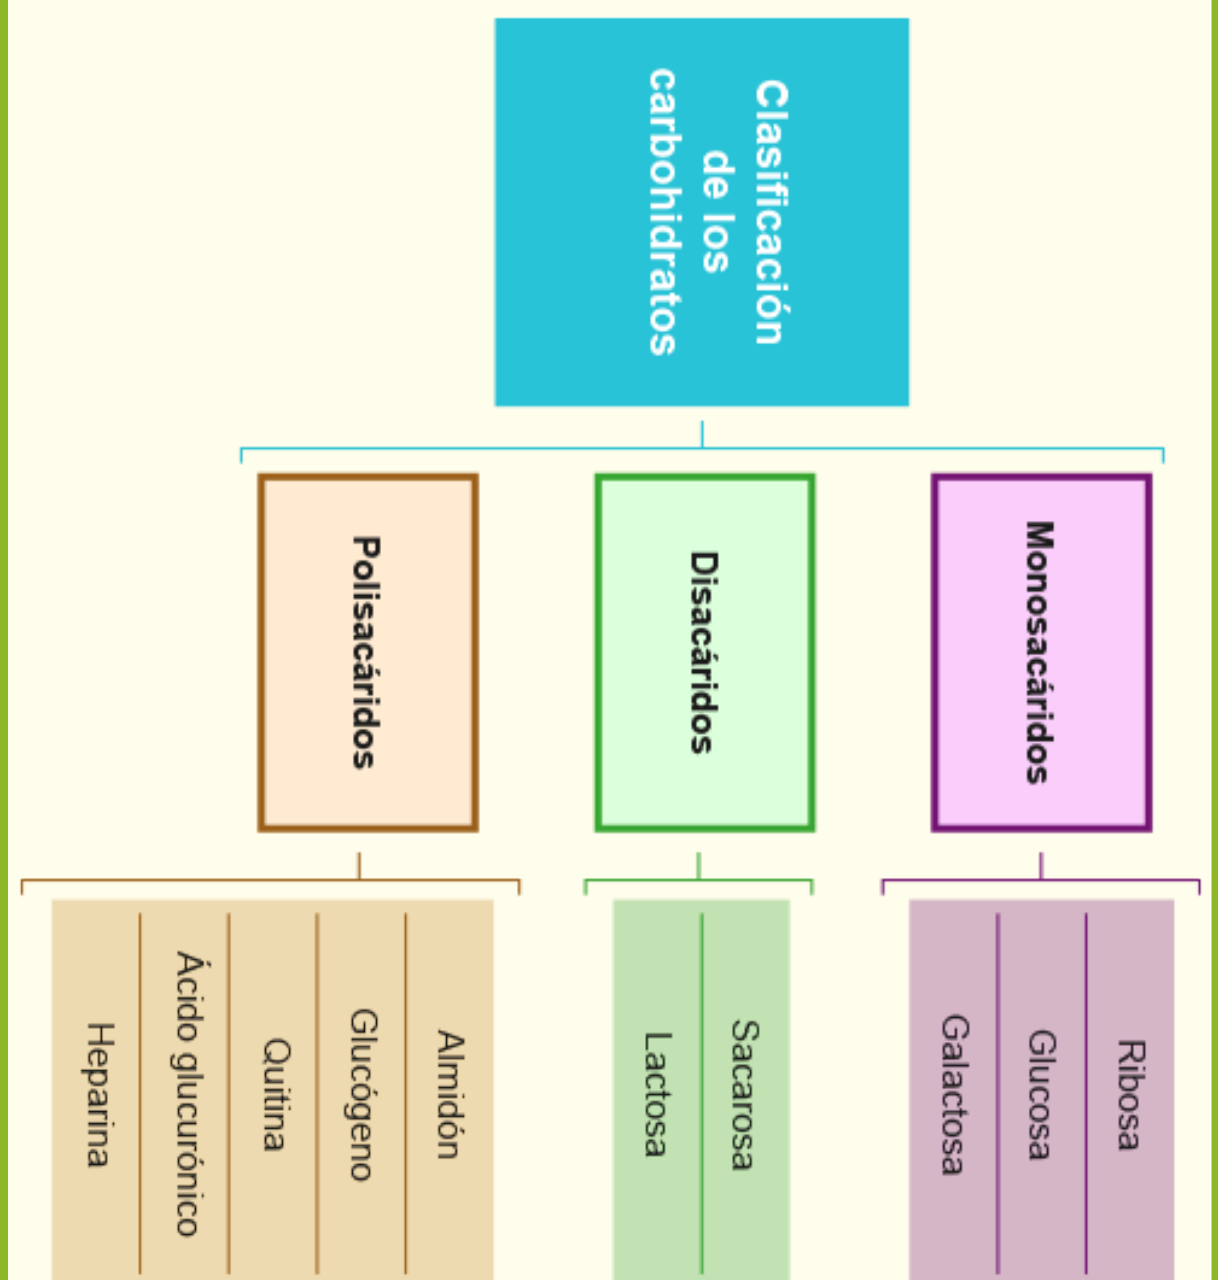 Clasificación
de los
carbohidratos
Monosacáridos
Ribosa
Glucosa
Galactosa
Disacáridos
Sacarosa
Lactosa
Polisacáridos
Almidón
Glucógeno
Quitina
Ácido glucurónico
Heparina